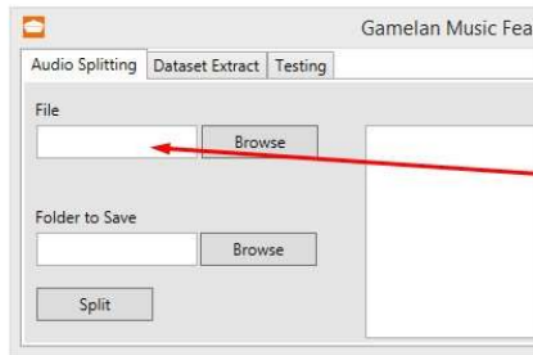 Gamelan Music Fea
Audio Splitting Dataset Extract Testing
File
Browse
Folder to Save
Browse
Split